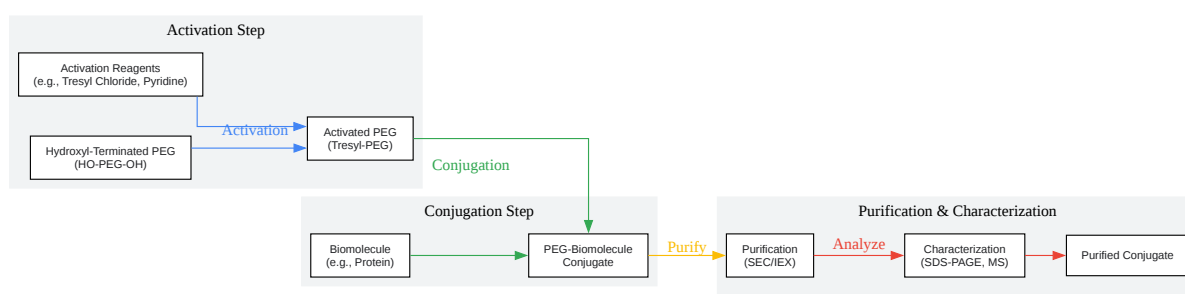 Activation Step
Activation Reagents
(e.g., Tresyl Chloride, Pyridine)
Activation
Hydroxyl-Terminated PEG
(HO-PEG-OH)
Activated PEG
(Tresyl-PEG)
Conjugation
Conjugation Step
Biomolecule
(e.g., Protein)
PEG-Biomolecule
Conjugate
Purify
Purification & Characterization
Purification
(SEC/IEX)
Analyze
Characterization
(SDS-PAGE, MS)
Purified Conjugate